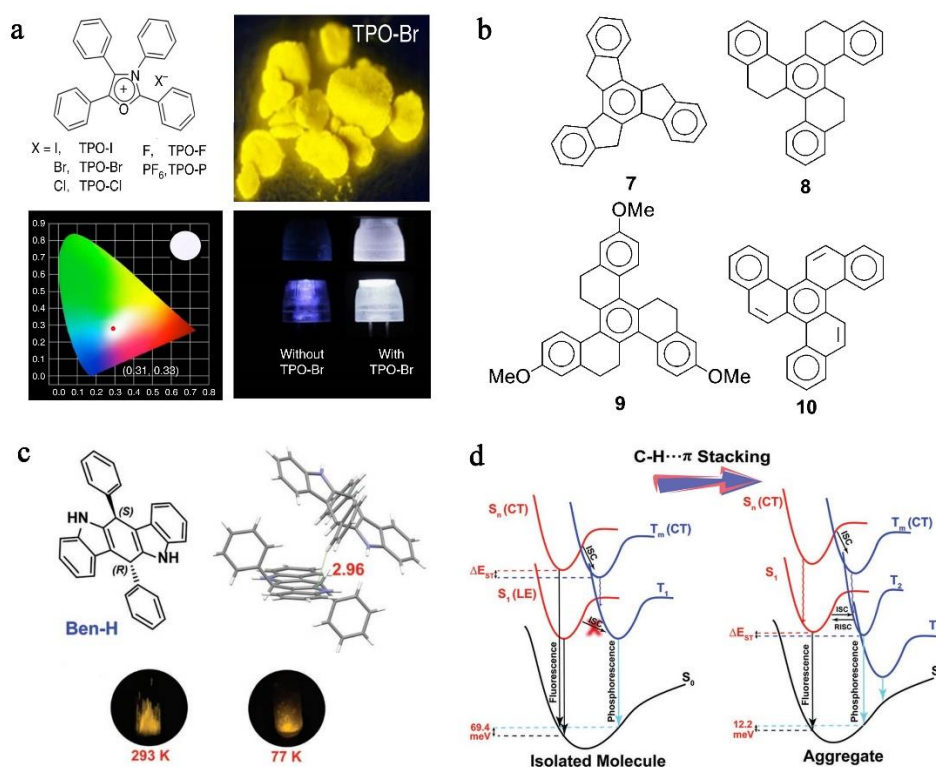 a
N
+
O
X⁻
X = I, TPO-I F, TPO-F
Br, TPO-Br PF₆, TPO-P
Cl, TPO-Cl
TPO-Br
0.9
0.8
0.7
0.6
0.5
0.4
0.3
0.2
0.1
0.0
0.0 0.1 0.2 0.3 0.4 0.5 0.6 0.7 0.8
(0.31, 0.33)
Without With
TPO-Br TPO-Br
b
7 8
OMe
MeO
OMe
9 10
c
(S)
HN
NH
(R)
Ben-H
2.96
293 K 77 K
d
C-H···π Stacking
Sₙ (CT)
ISC
Tₘ (CT)
ΔE_ST
S₁ (LE)
ISC
T₁
Fluorescence
Phosphorescence
S₀
69.4
meV
Isolated Molecule
Sₙ (CT)
ISC
Tₘ (CT)
S₁
T₂
ISC
RISC
ΔE_ST
T
Fluorescence
Phosphorescence
S
12.2
meV
Aggregate